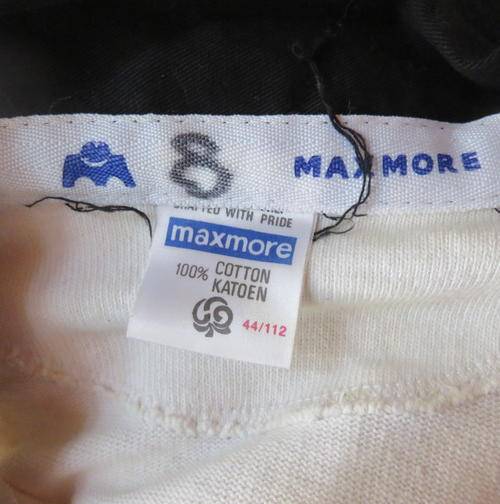 8 MAXMORE
CRAFTED WITH PRIDE
maxmore
100% COTTON
KATOEN
44/112